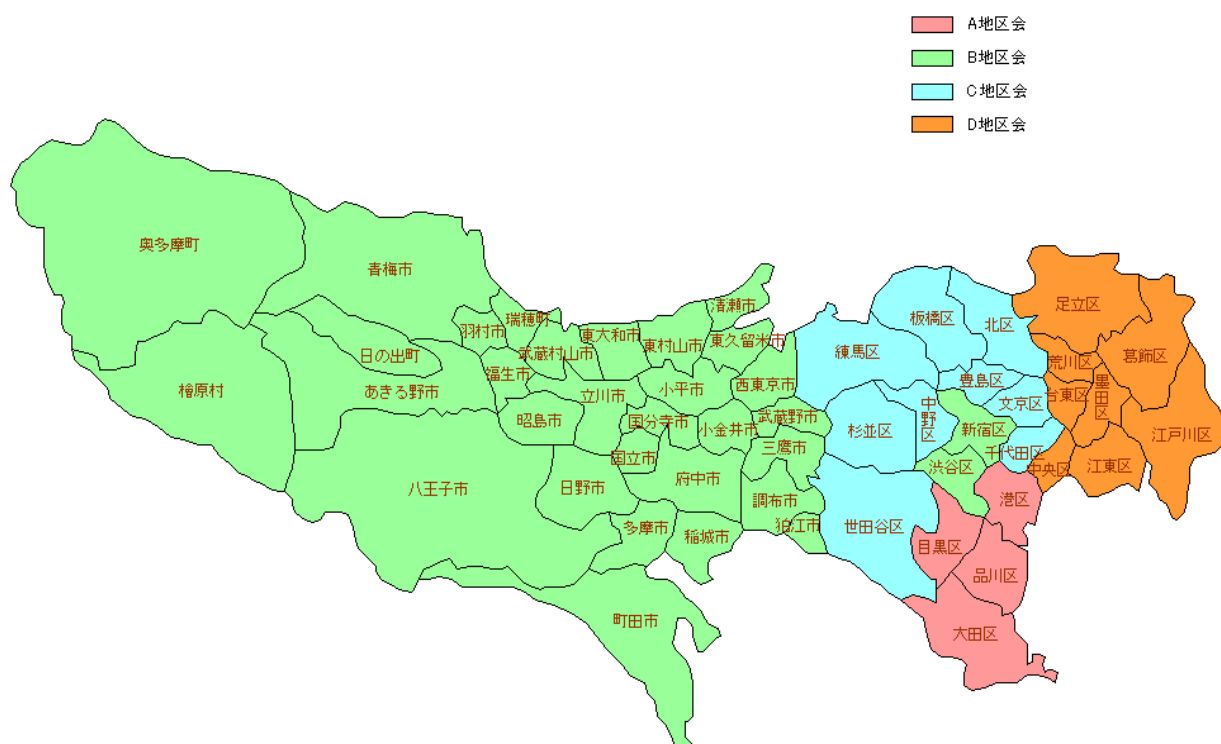 A地区会
B地区会
C地区会
D地区会
奥多摩町
青梅市
羽村市
瑞穂町
清瀬市
東大和市
東村山市
東久留米市
日の出町
武蔵村山市
檜原村
あきる野市
福生市
立川市
小平市
西東京市
昭島市
国分寺市
小金井市
武蔵野市
国立市
三鷹市
八王子市
日野市
府中市
調布市
多摩市
稲城市
狛江市
町田市
足立区
板橋区
北区
練馬区
葛飾区
荒川区
豊島区
文京区
台東区
墨田区
中野区
杉並区
新宿区
江戸川区
千代田区
渋谷区
中央区
江東区
港区
世田谷区
目黒区
品川区
大田区